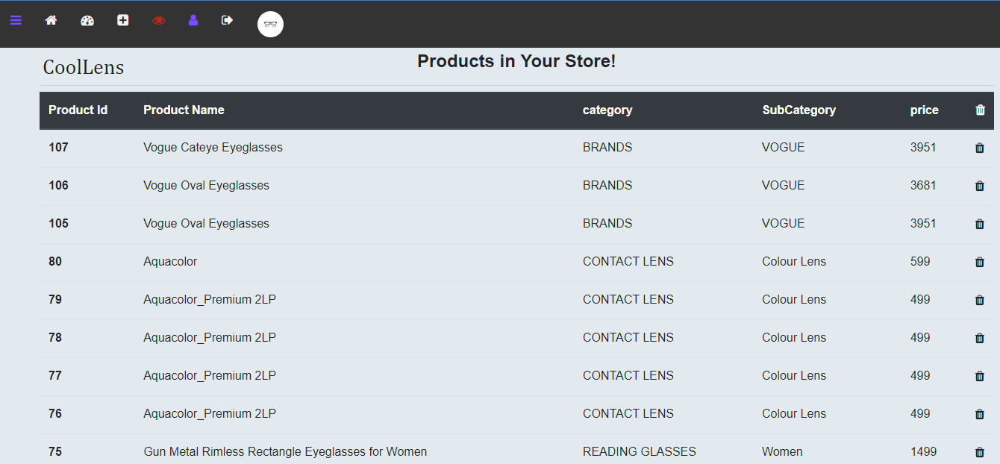 CoolLens
Products in Your Store!
Product Id Product Name category SubCategory price
107 Vogue Cateye Eyeglasses BRANDS VOGUE 3951
106 Vogue Oval Eyeglasses BRANDS VOGUE 3681
105 Vogue Oval Eyeglasses BRANDS VOGUE 3951
80 Aquacolor CONTACT LENS Colour Lens 599
79 Aquacolor_Premium 2LP CONTACT LENS Colour Lens 499
78 Aquacolor_Premium 2LP CONTACT LENS Colour Lens 499
77 Aquacolor_Premium 2LP CONTACT LENS Colour Lens 499
76 Aquacolor_Premium 2LP CONTACT LENS Colour Lens 499
75 Gun Metal Rimless Rectangle Eyeglasses for Women READING GLASSES Women 1499